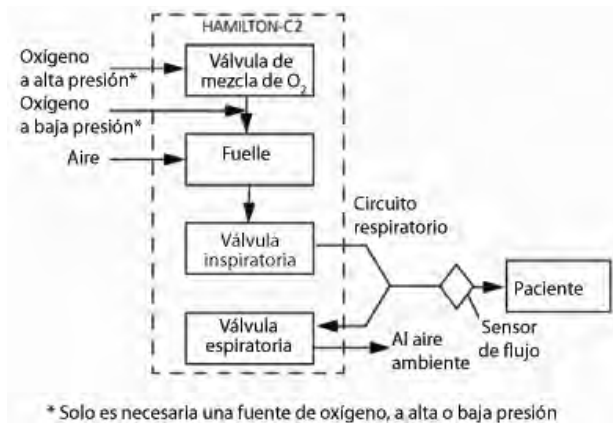 HAMILTON-C2
Oxígeno
a alta presión*
Válvula de
mezcla de O2
Oxígeno
a baja presión*
Aire
Fuelle
Circuito
respiratorio
Válvula
inspiratoria
Paciente
Válvula
espiratoria
Al aire
ambiente
Sensor
de flujo
* Solo es necesaria una fuente de oxígeno, a alta o baja presión